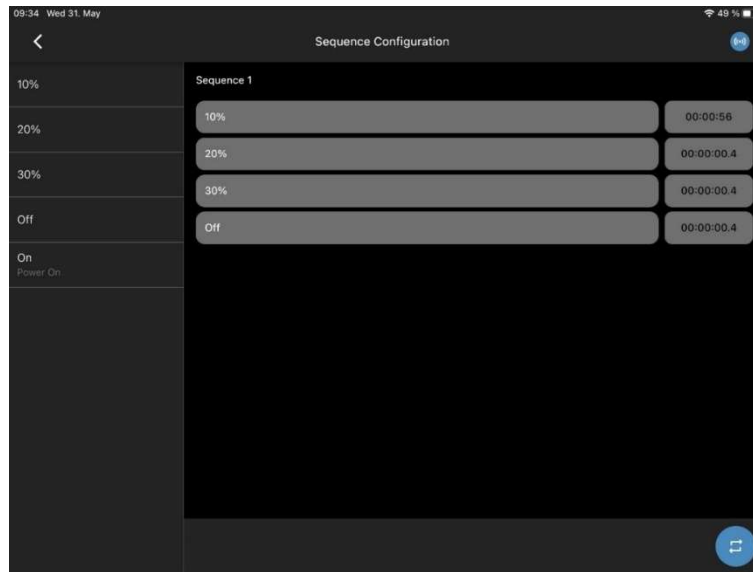 09:34 Wed 31. May
49 %
Sequence Configuration
10%
20%
30%
Off
On
Power On
Sequence 1
10%
00:00:56
20%
00:00:00.4
30%
00:00:00.4
Off
00:00:00.4